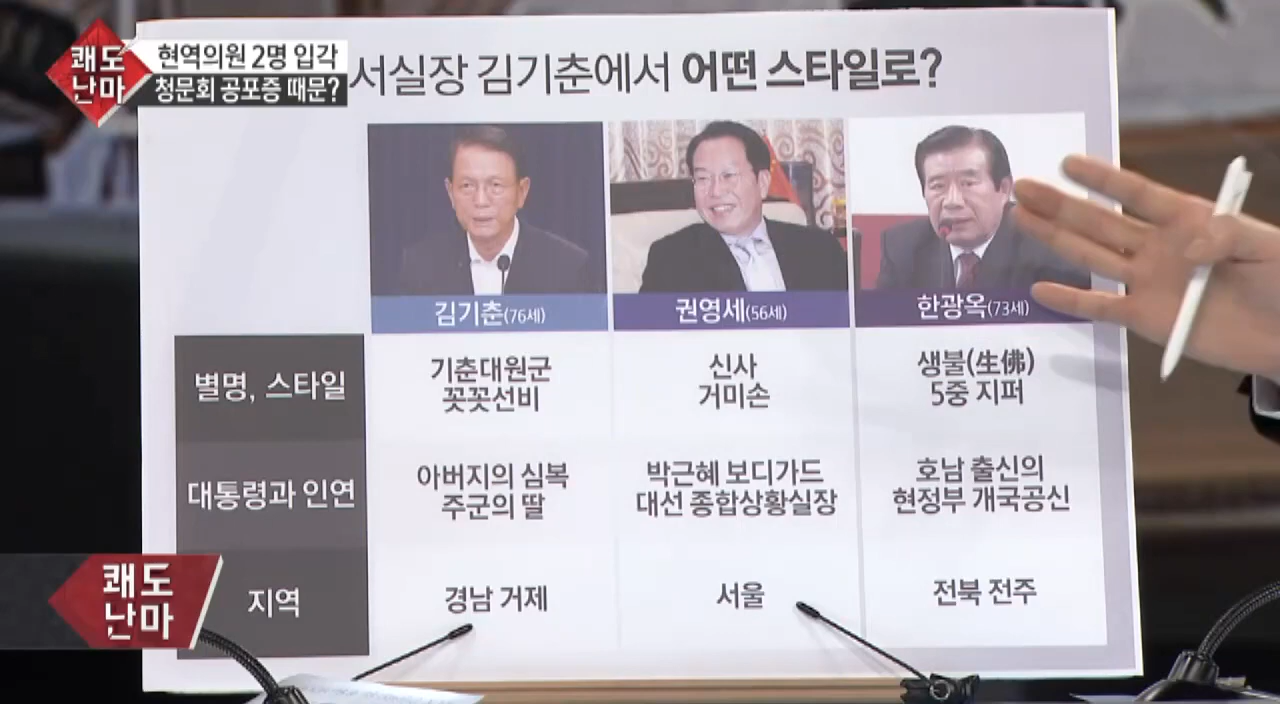 쾌도
난마
현역의원 2명 입각
청문회 공포증 때문?
서실장 김기춘에서 어떤 스타일로?
김기춘(76세)
권영세(56세)
한광옥(73세)
별명, 스타일
기춘대원군
꼿꼿선비
신사
거미손
생불(生佛)
5중 지퍼
대통령과 인연
아버지의 심복
주군의 딸
박근혜 보디가드
대선 종합상황실장
호남 출신의
현정부 개국공신
지역
경남 거제
서울
전북 전주
쾌도
난마